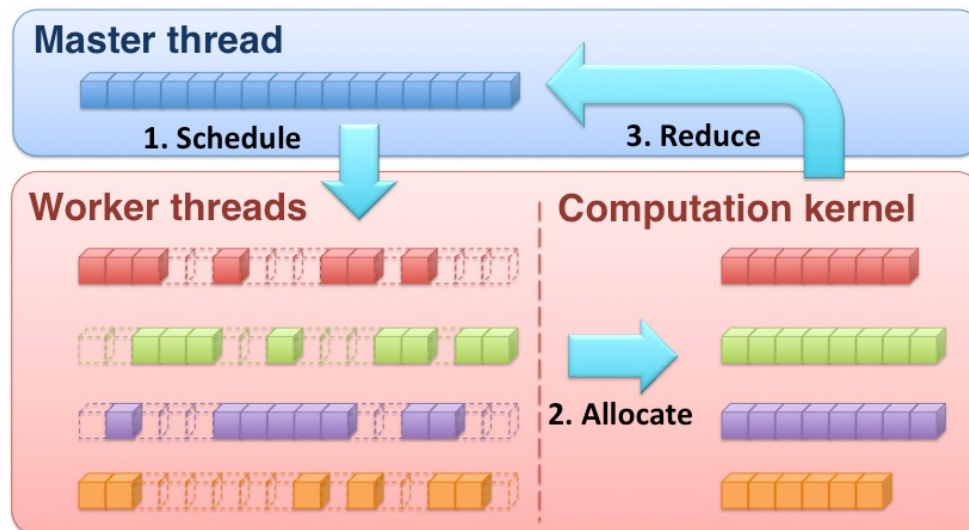 Master thread
1. Schedule
3. Reduce
Worker threads
Computation kernel
2. Allocate